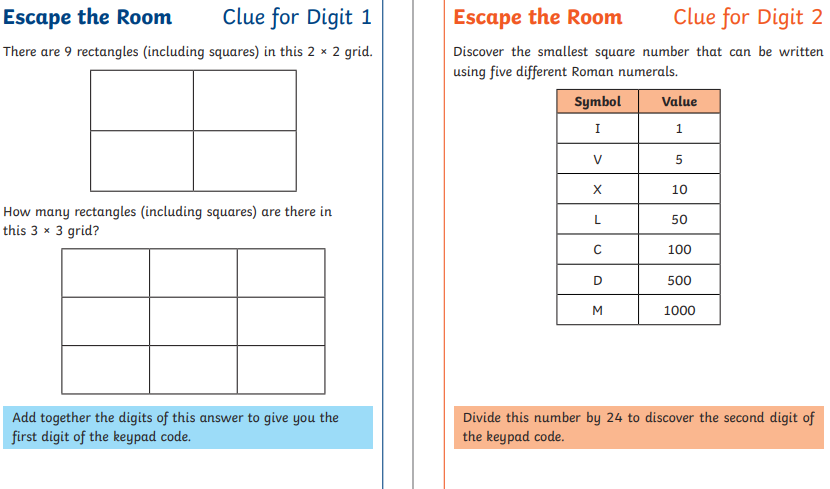 Escape the Room Clue for Digit 1
There are 9 rectangles (including squares) in this 2 × 2 grid.
How many rectangles (including squares) are there in
this 3 × 3 grid?
Add together the digits of this answer to give you the
first digit of the keypad code.
Escape the Room Clue for Digit 2
Discover the smallest square number that can be written
using five different Roman numerals.
Symbol Value
I 1
V 5
X 10
L 50
C 100
D 500
M 1000
Divide this number by 24 to discover the second digit of
the keypad code.